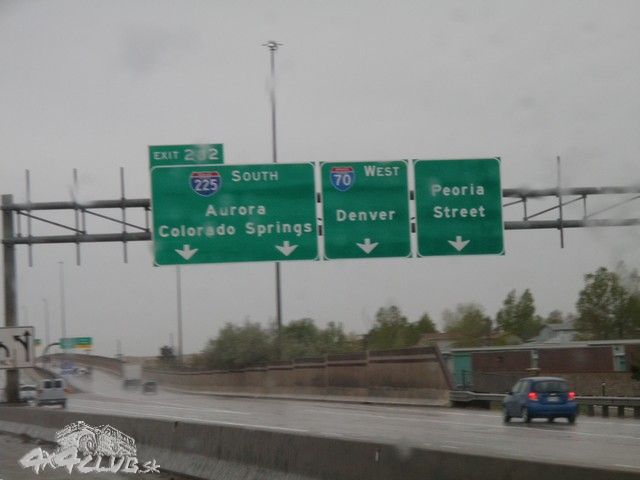 EXIT 282
225 SOUTH
Aurora
Colorado Springs
70 WEST
Denver
Peoria
Street
4x4CLUB.sk